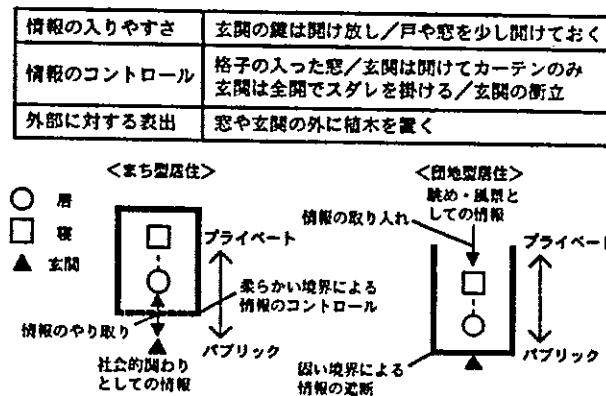 情報の入りやすさ 玄関の鍵は開け放し／戸や窓を少し開けておく
情報のコントロール 格子の入った窓／玄関は開けてカーテンのみ
玄関は全開でスダレを掛ける／玄関の衝立
外部に対する表出 窓や玄関の外に植木を置く
＜まち型居住＞
＜団地型居住＞
眺め・風景と
しての情報
○ 居
□ 寝
▲ 玄関
情報の取り入れ
プライベート
プライベート
柔らかい境界による
情報のコントロール
情報のやり取り
パブリック
パブリック
社会的関わり
としての情報
固い境界による
情報の遮断